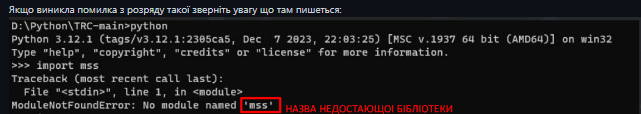 Якщо виникла помилка з розряду такої зверніть увагу що там пишеться:
D:\Python\TRC-main>python
Python 3.12.1 (tags/v3.12.1:2305ca5, Dec  7 2023, 22:03:25) [MSC v.1937 64 bit (AMD64)] on win32
Type "help", "copyright", "credits" or "license" for more information.
>>> import mss
Traceback (most recent call last):
  File "<stdin>", line 1, in <module>
ModuleNotFoundError: No module named 'mss' НАЗВА НЕДОСТАЮЩОЇ БІБЛІОТЕКИ